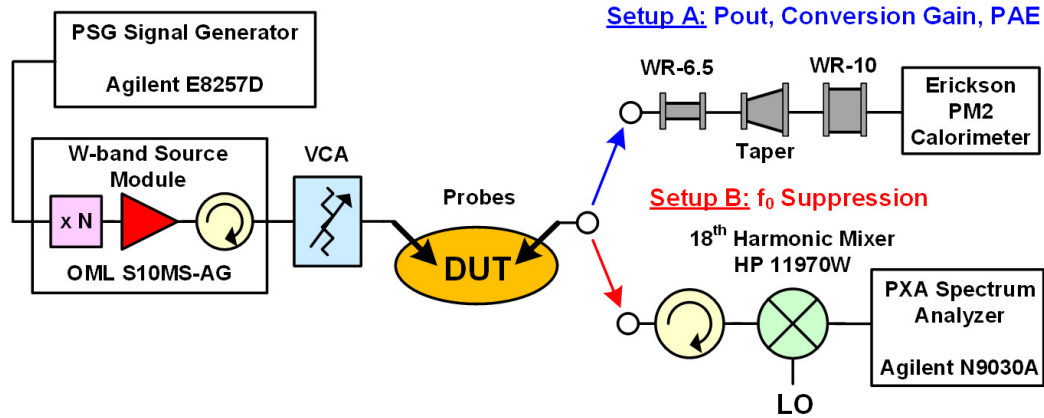 Setup A: Pout, Conversion Gain, PAE
PSG Signal Generator
Agilent E8257D
WR-6.5
WR-10
Taper
Erickson
PM2
Calorimeter
W-band Source
Module
x N
OML S10MS-AG
VCA
Probes
DUT
Setup B: f₀ Suppression
18th Harmonic Mixer
HP 11970W
LO
PXA Spectrum
Analyzer
Agilent N9030A